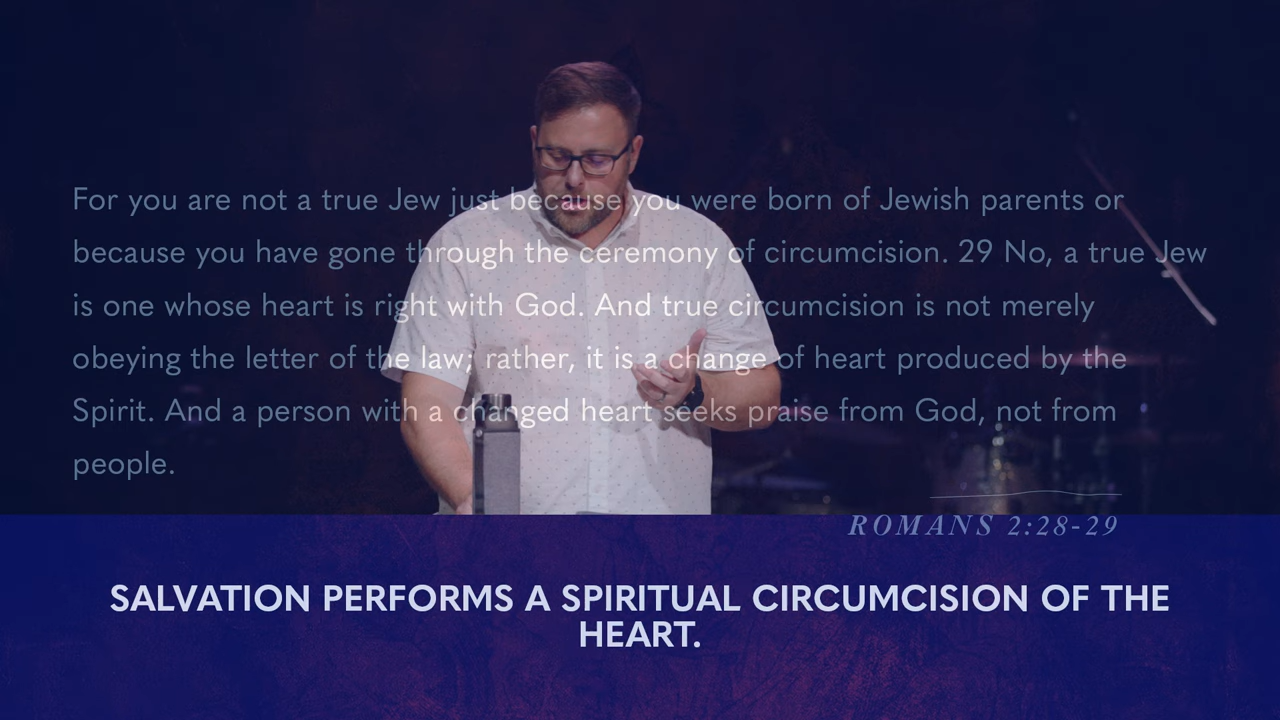 For you are not a true Jew just because you were born of Jewish parents or
because you have gone through the ceremony of circumcision. 29 No, a true Jew
is one whose heart is right with God. And true circumcision is not merely
obeying the letter of the law; rather, it is a change of heart produced by the
Spirit. And a person with a changed heart seeks praise from God, not from
people.
ROMANS 2:28-29
SALVATION PERFORMS A SPIRITUAL CIRCUMCISION OF THE
HEART.